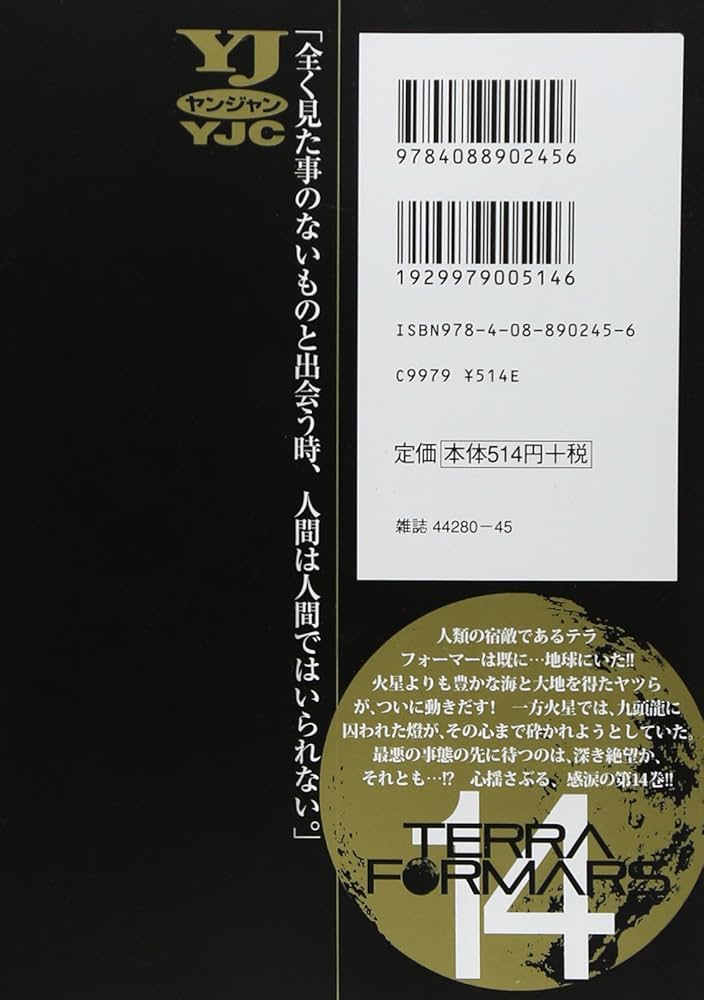 YJ
ヤンジャン
YJC
「全く見た事のないものと出会う時、人間は人間ではいられない。」
9784088902456
1929979005146
ISBN978-4-08-890245-6
C9979 ¥514E
定価 本体514円+税
雑誌 44280-45
人類の宿敵であるテラ
フォーマーは既に…地球にいた!!
火星よりも豊かな海と大地を得たヤツら
が、ついに動きだす! 一方火星では、九頭龍に
囚われた燈が、その心まで砕かれようとしていた。
最悪の事態の先に待つのは、深き絶望か、
それとも…!? 心揺さぶる、感涙の第14巻!!
14
TERRA
FORMARS